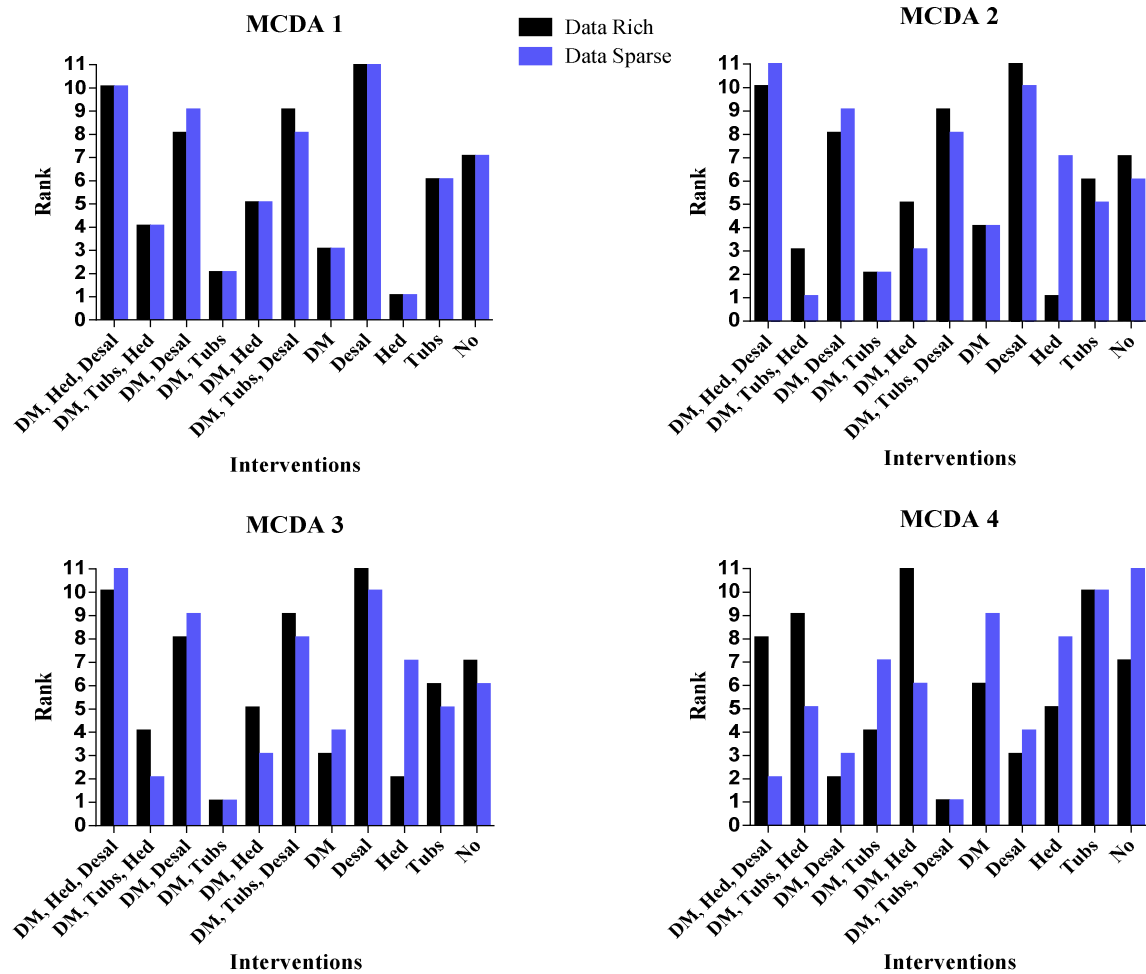 MCDA 1
Data Rich
Data Sparse
MCDA 2
Rank
11
10
9
8
7
6
5
4
3
2
1
0
DM, Hed, Desal
DM, Tubs, Hed
DM, Desal
DM, Tubs
DM, Hed
DM, Tubs, Desal
DM
Desal
Hed
Tubs
No
Interventions
Rank
11
10
9
8
7
6
5
4
3
2
1
0
DM, Hed, Desal
DM, Tubs, Hed
DM, Desal
DM, Tubs
DM, Hed
DM, Tubs, Desal
DM
Desal
Hed
Tubs
No
Interventions
MCDA 3
Rank
11
10
9
8
7
6
5
4
3
2
1
0
DM, Hed, Desal
DM, Tubs, Hed
DM, Desal
DM, Tubs
DM, Hed
DM, Tubs, Desal
DM
Desal
Hed
Tubs
No
Interventions
MCDA 4
Rank
11
10
9
8
7
6
5
4
3
2
1
0
DM, Hed, Desal
DM, Tubs, Hed
DM, Desal
DM, Tubs
DM, Hed
DM, Tubs, Desal
DM
Desal
Hed
Tubs
No
Interventions